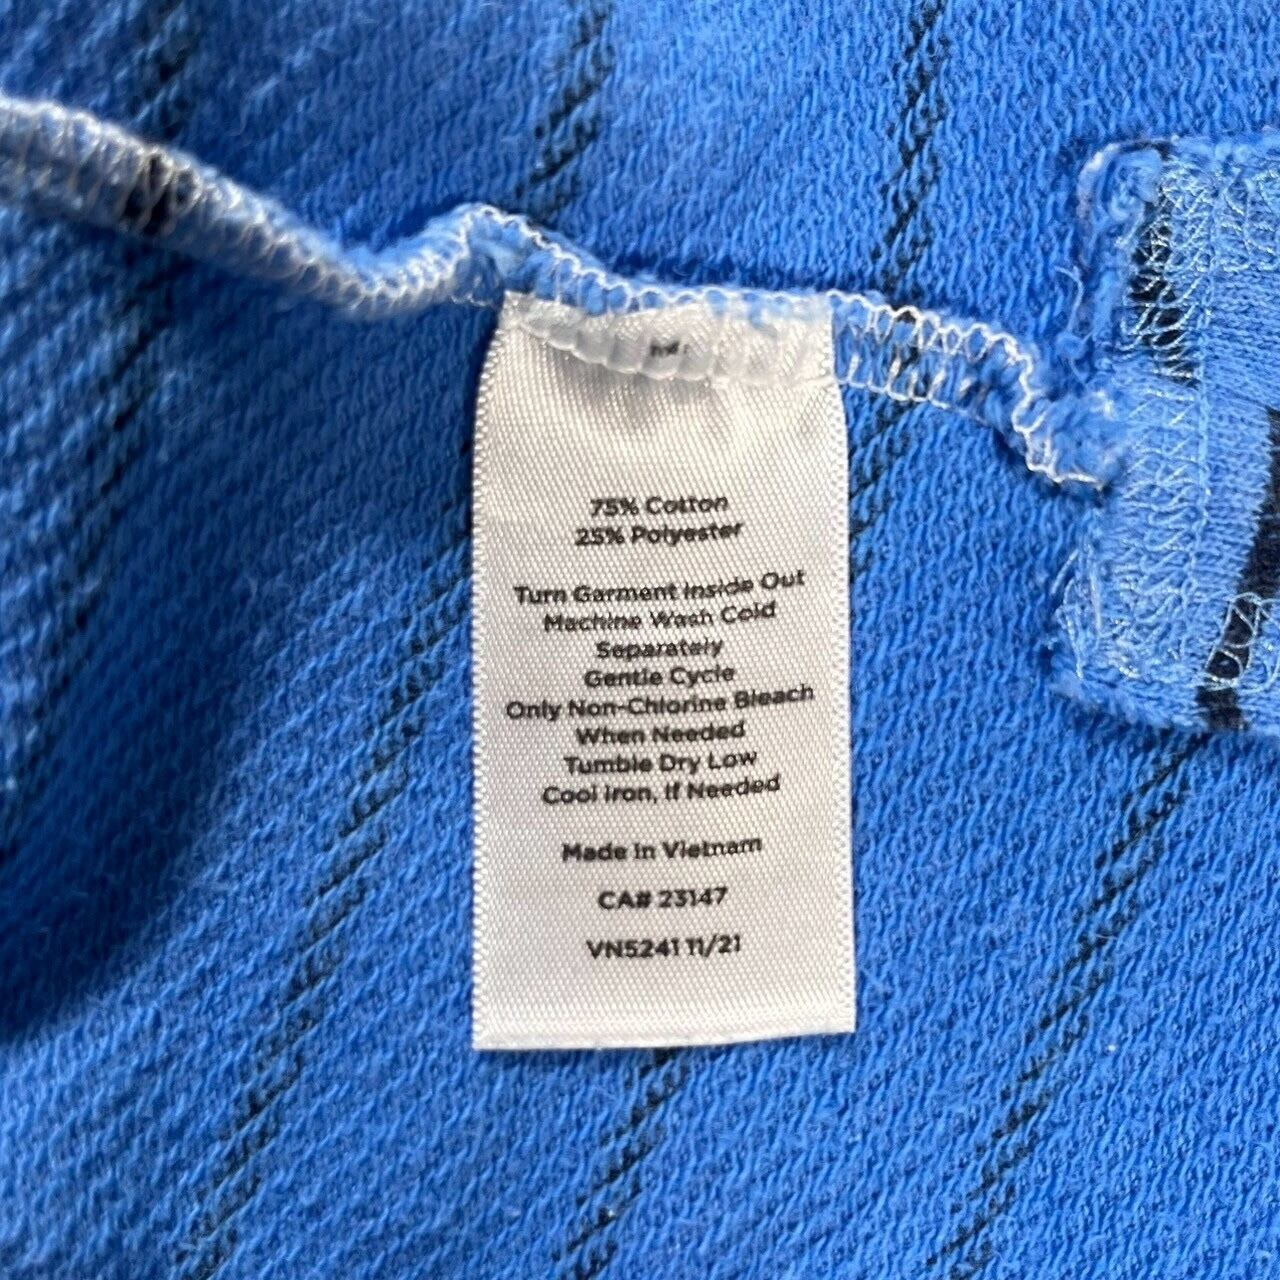 75% Cotton
25% Polyester
Turn Garment Inside Out
Machine Wash Cold
Separately
Gentle Cycle
Only Non-Chlorine Bleach
When Needed
Tumble Dry Low
Cool Iron, If Needed
Made In Vietnam
CA# 23147
VN5241 11/21